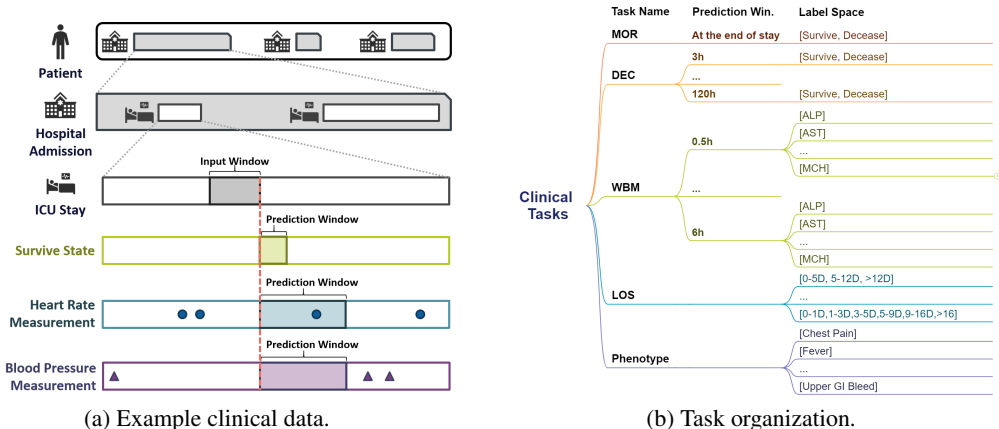 Patient
Hospital
Admission
Input Window
ICU Stay
Prediction Window
Survive State
Prediction Window
Heart Rate
Measurement
Prediction Window
Blood Pressure
Measurement
(a) Example clinical data.
Task Name Prediction Win. Label Space
MOR At the end of stay [Survive, Decease]
3h [Survive, Decease]
DEC ...
120h [Survive, Decease]
[ALP]
[AST]
0.5h
...
[MCH]
Clinical
Tasks
WBM ...
[ALP]
[AST]
6h
...
[MCH]
[0-5D, 5-12D, >12D]
LOS ...
[0-1D,1-3D,3-5D,5-9D,9-16D,>16]
[Chest Pain]
[Fever]
Phenotype
...
[Upper GI Bleed]
(b) Task organization.